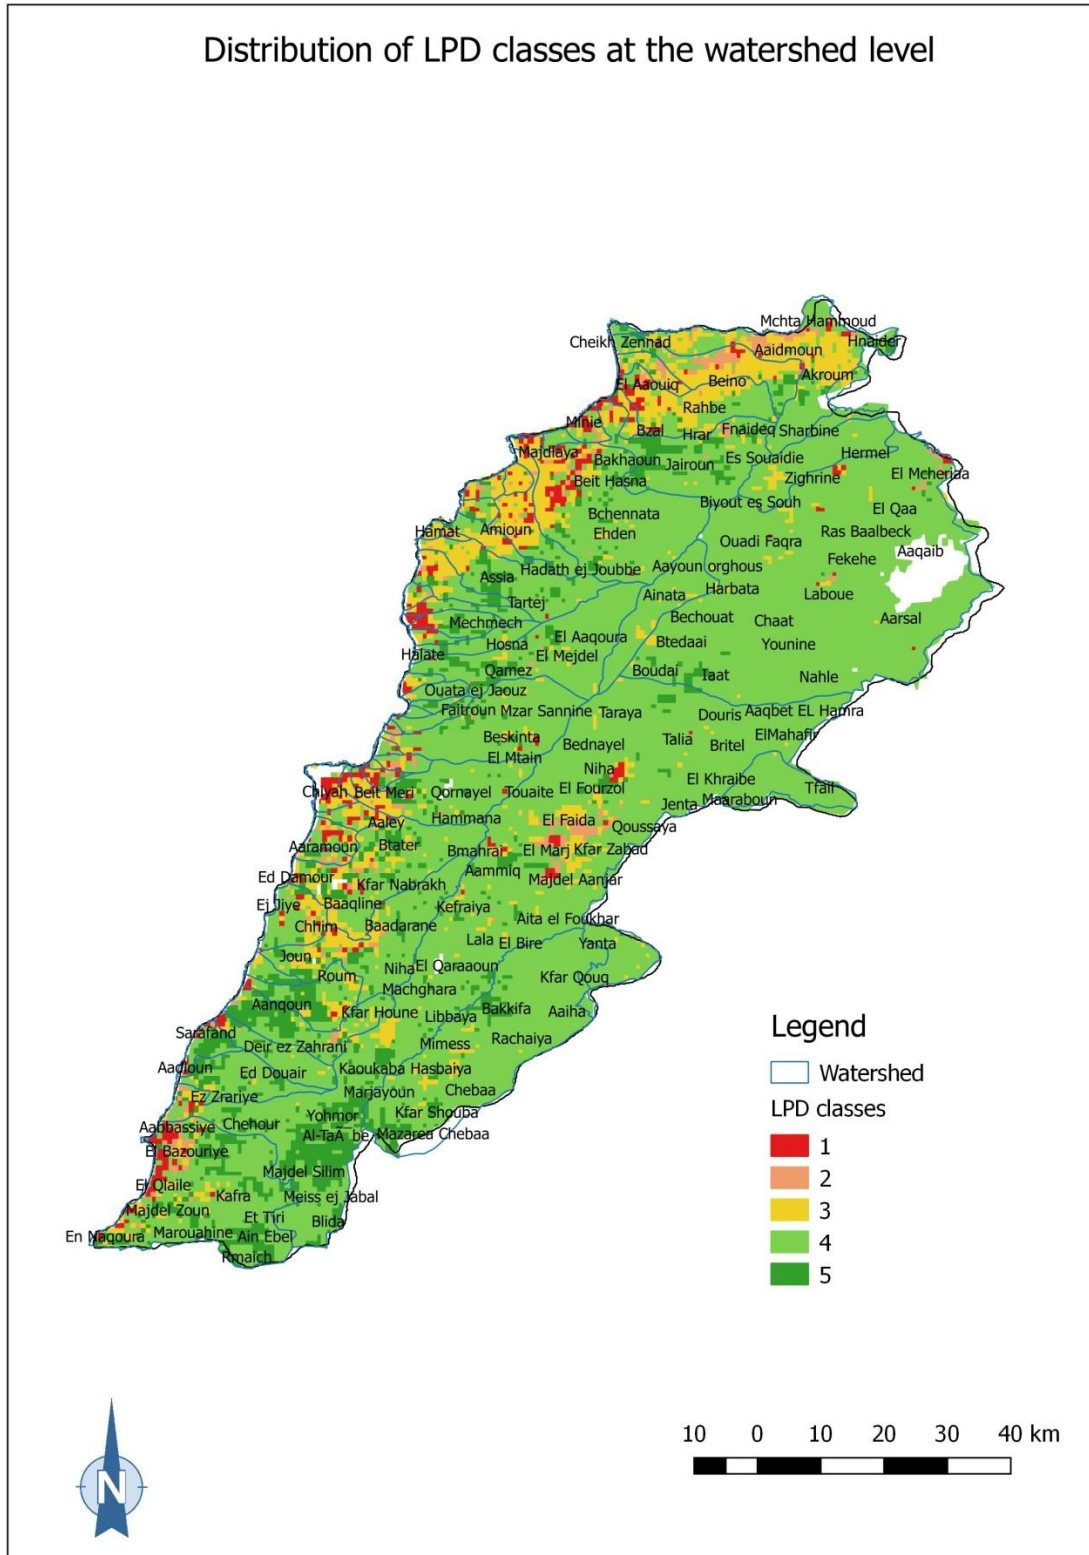 Distribution of LPD classes at the watershed level
Mchta Hammoud
Cheikh Zennad
Hnaider
Aaidmoun
Akroum
El Aaouiq
Beino
Rahbe
Minie
Bzal
Hrar
Fnaideq
Sharbine
Majdlaya
Bakhaoun
Jairoun
Es Souaidie
Hermel
Zighrine
El Mcheriaa
Beit Hasna
Biyout es Souh
El Qaa
Bchennata
Hamat
Amioun
Ehden
Ouadi Faqra
Ras Baalbeck
Aaqaib
Fekehe
Assia
Hadath ej Joubbe
Aayoun orghous
Ainata
Harbata
Laboue
Tartej
Mechmech
Bechouat
Chaat
Aarsal
El Aaqoura
Hosna
Btedaai
Younine
Halate
El Mejdel
Qamez
Boudai
Iaat
Nahle
Ouata ej Jaouz
Faitroun
Mzar Sannine
Taraya
Douris
Aaqbet EL Hamra
Beskinta
Bednayel
Talia
Britel
ElMahafir
El Mtain
Niha
El Khraibe
Chiyah
Beit Meri
Qornayel
Touaite
El Fourzol
Jenta
Maaraboun
Tfail
Aaley
Hammana
El Faida
Qoussaya
Aaramoun
Btater
Bmahrai
El Marj
Kfar Zabad
Ed Damour
Kfar Nabrakh
Aammiq
Majdel Aanjar
Ej Jiye
Baaqline
Kefraiya
Aita el Foukhar
Chhim
Baadarane
Lala
El Bire
Yanta
Joun
Roum
Niha
El Qaraaoun
Kfar Qouq
Machghara
Aanqoun
Kfar Houne
Libbaya
Bakkifa
Aaiha
Sarafand
Deir ez Zahrani
Mimess
Rachaiya
Aadloun
Ed Douair
Kaoukaba
Hasbaiya
Ez Zrariye
Marjayoun
Chebaa
Yohmor
Kfar Shouba
Aabbassiye
Chehour
Al-TaÃ be
Mazarea Chebaa
El Bazouriye
Majdel Silim
El Qlaile
Kafra
Meiss ej Jabal
Majdel Zoun
Et Tiri
Blida
En Naqoura
Marouahine
Ain Ebel
Rmaich
Legend
Watershed
LPD classes
1
2
3
4
5
N
10 0 10 20 30 40 km